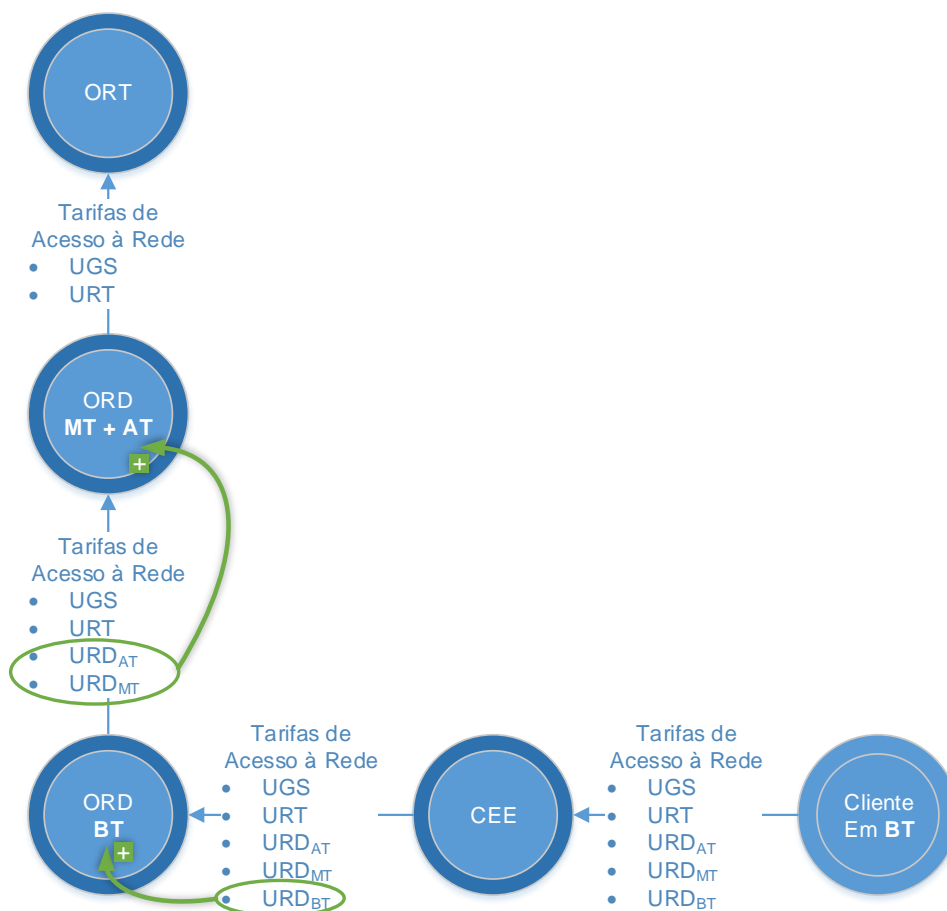 ORT
Tarifas de
Acesso à Rede
• UGS
• URT
ORD
MT + AT
+
Tarifas de
Acesso à Rede
• UGS
• URT
• URDAT
• URDMT
ORD
BT
+
Tarifas de
Acesso à Rede
• UGS
• URT
• URDAT
• URDMT
• URDBT
CEE
Tarifas de
Acesso à Rede
• UGS
• URT
• URDAT
• URDMT
• URDBT
Cliente
Em BT